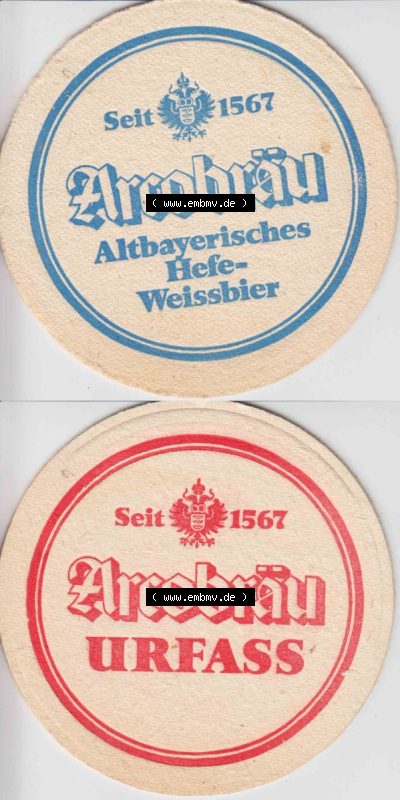 Seit 1567
Arcobräu
( www.embmv.de )
Altbayerisches
Hefe-
Weissbier
Seit 1567
Arcobräu
( www.embmv.de )
URFASS